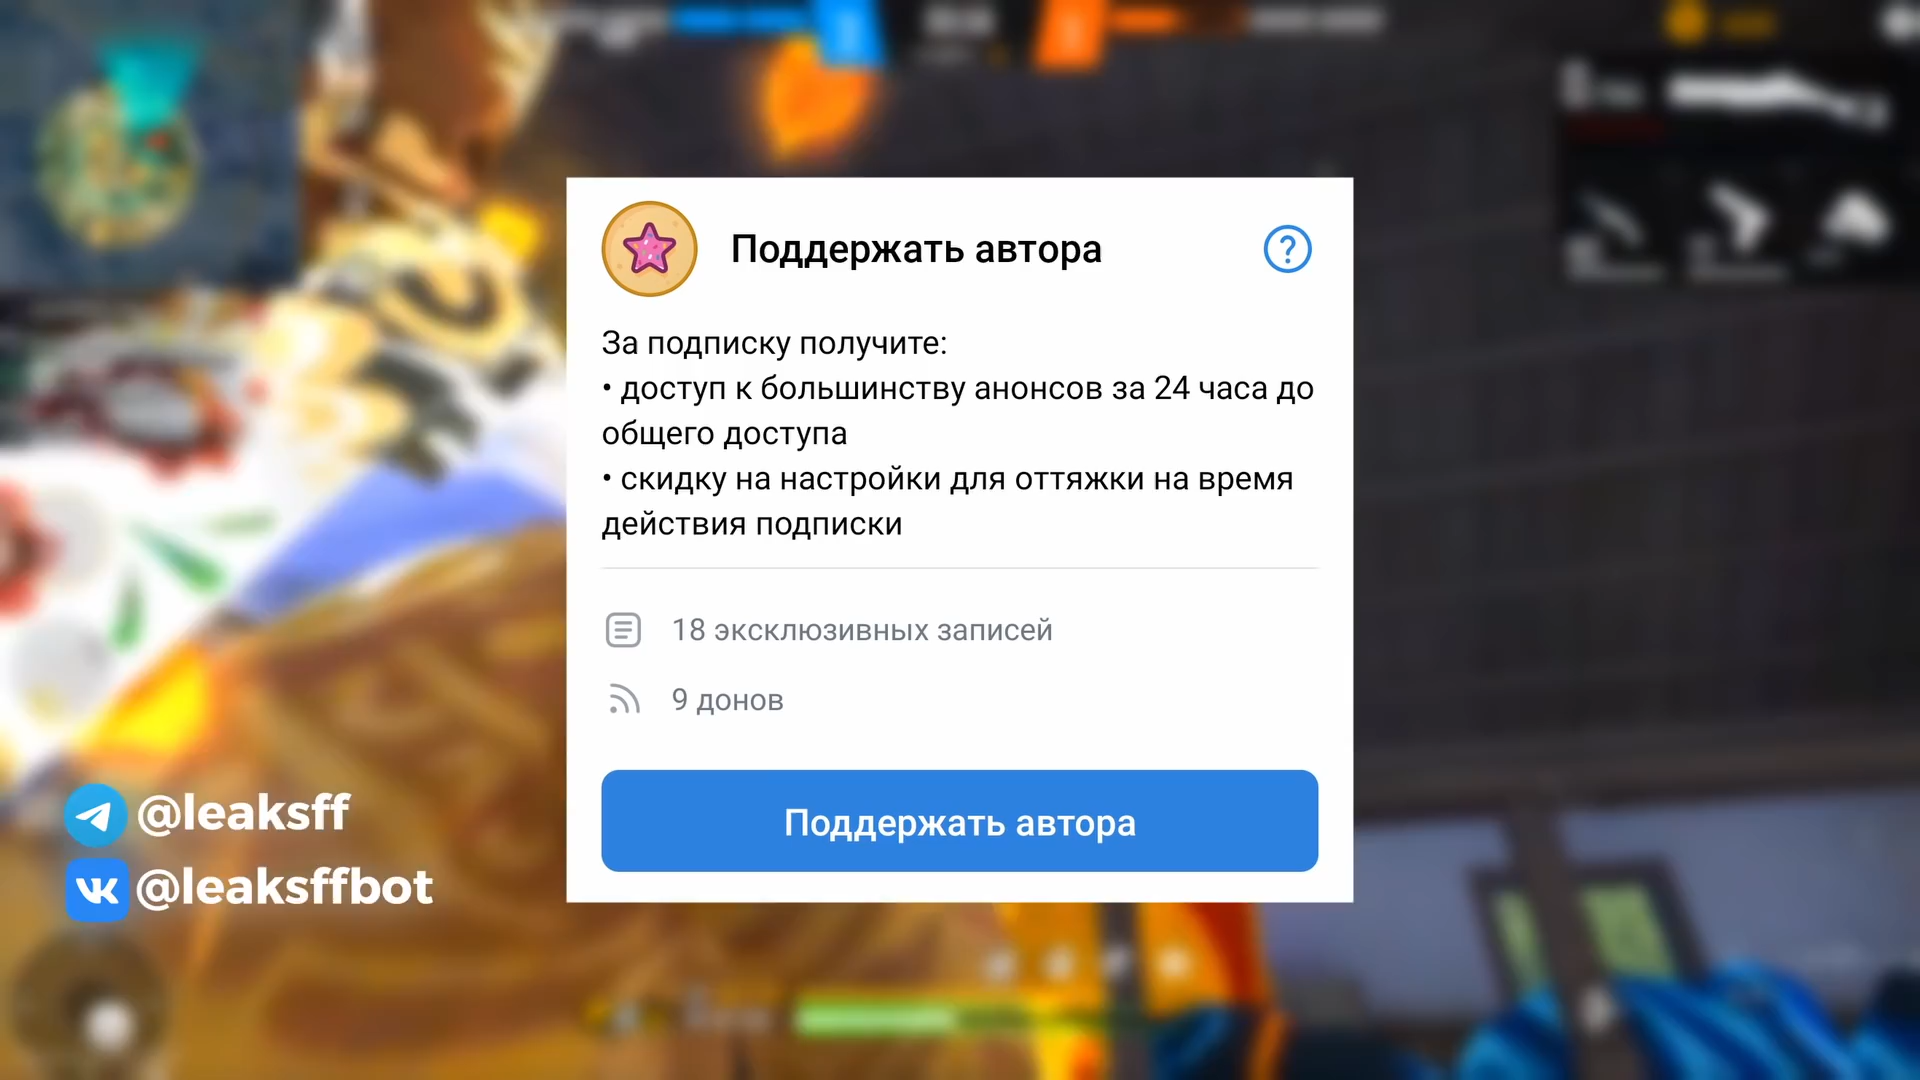 Поддержать автора
За подписку получите:
• доступ к большинству анонсов за 24 часа до
общего доступа
• скидку на настройки для оттяжки на время
действия подписки
18 эксклюзивных записей
9 донов
Поддержать автора
@leaksff
@leaksffbot